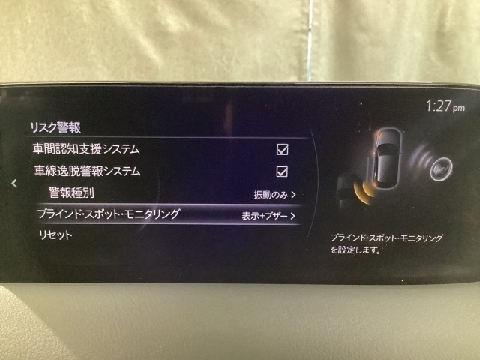 1:27 pm
リスク警報
車間認知支援システム
車線逸脱警報システム
警報種別 振動のみ
ブラインド・スポット・モニタリング 表示+ブザー
リセット
ブラインド・スポット・モニタリング
を設定します。